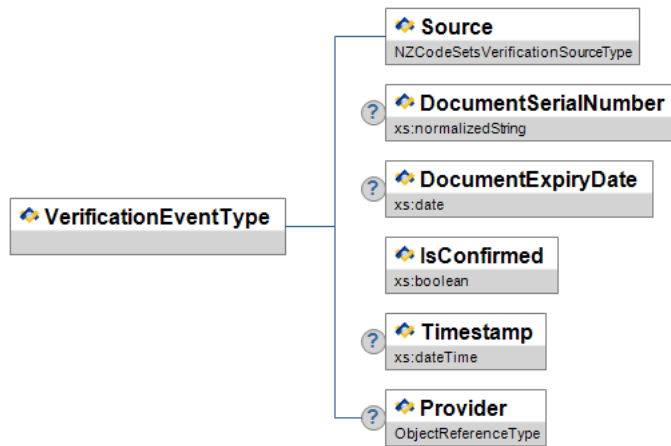 Source
NZCodeSetsVerificationSourceType
?
DocumentSerialNumber
xs:normalizedString
?
DocumentExpiryDate
xs:date
VerificationEventType
IsConfirmed
xs:boolean
?
Timestamp
xs:dateTime
?
Provider
ObjectReferenceType